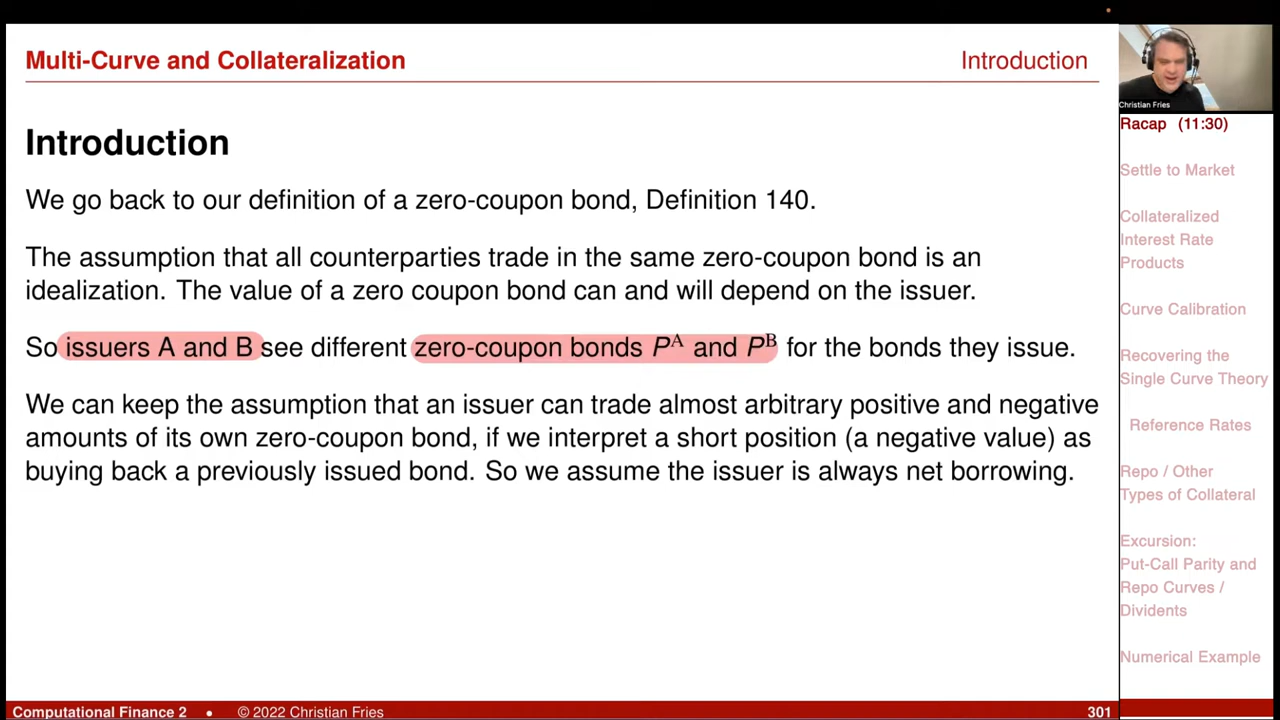 Multi-Curve and Collateralization
Introduction
Introduction
We go back to our definition of a zero-coupon bond, Definition 140.
The assumption that all counterparties trade in the same zero-coupon bond is an
idealization. The value of a zero coupon bond can and will depend on the issuer.
So issuers A and B see different zero-coupon bonds P^A and P^B for the bonds they issue.
We can keep the assumption that an issuer can trade almost arbitrary positive and negative
amounts of its own zero-coupon bond, if we interpret a short position (a negative value) as
buying back a previously issued bond. So we assume the issuer is always net borrowing.
Christian Fries
Racap (11:30)
Settle to Market
Collateralized
Interest Rate
Products
Curve Calibration
Recovering the
Single Curve Theory
Reference Rates
Repo / Other
Types of Collateral
Excursion:
Put-Call Parity and
Repo Curves /
Dividents
Numerical Example
Computational Finance 2 • © 2022 Christian Fries
301